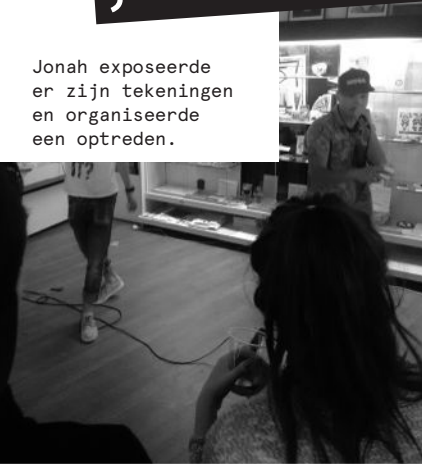 Jonah exposeerde
er zijn tekeningen
en organiseerde
een optreden.